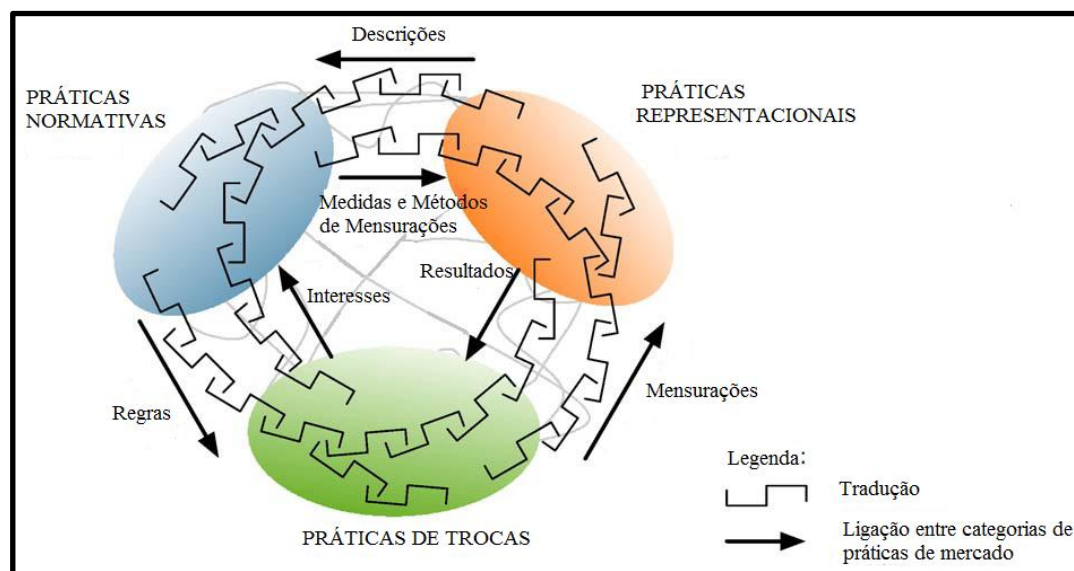 Descrições
PRÁTICAS
NORMATIVAS
PRÁTICAS
REPRESENTACIONAIS
Medidas e Métodos
de Mensurações
Resultados
Interesses
Regras
Mensurações
PRÁTICAS DE TROCAS
Legenda:
Tradução
Ligação entre categorias de
práticas de mercado